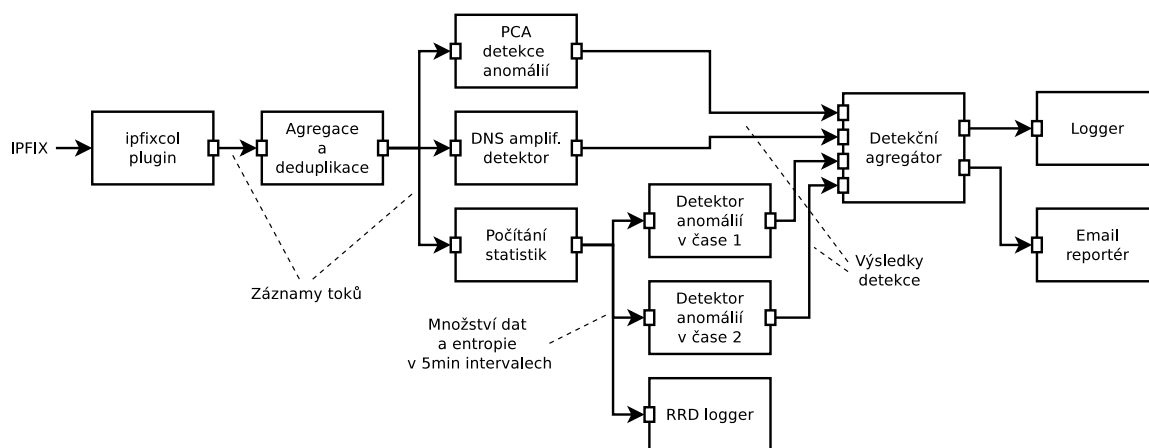 IPFIX
ipfixcol
plugin
Agregace
a
deduplikace
Záznamy toků
PCA
detekce
anomálií
DNS amplif.
detektor
Počítání
statistik
Množství dat
a entropie
v 5min intervalech
Detektor
anomálií
v čase 1
Detektor
anomálií
v čase 2
RRD logger
Detekční
agregátor
Výsledky
detekce
Logger
Email
reportér